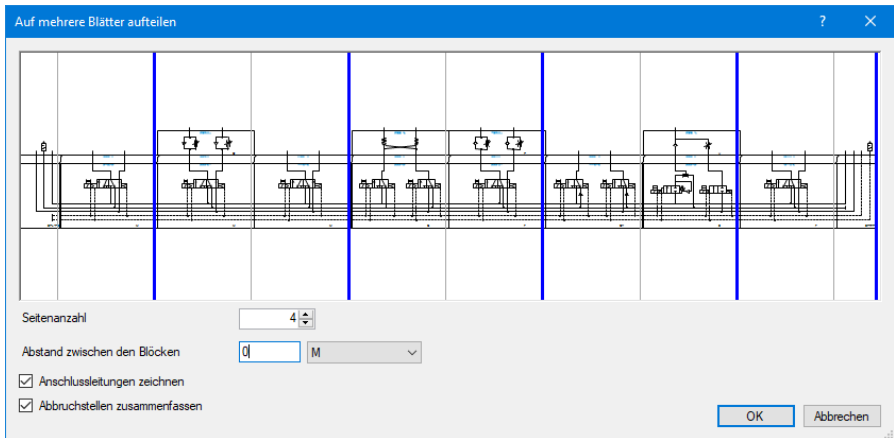 Auf mehrere Blätter aufteilen
Seitenanzahl
4
Abstand zwischen den Blöcken
0
M
Anschlussleitungen zeichnen
Abbruchstellen zusammenfassen
OK
Abbrechen